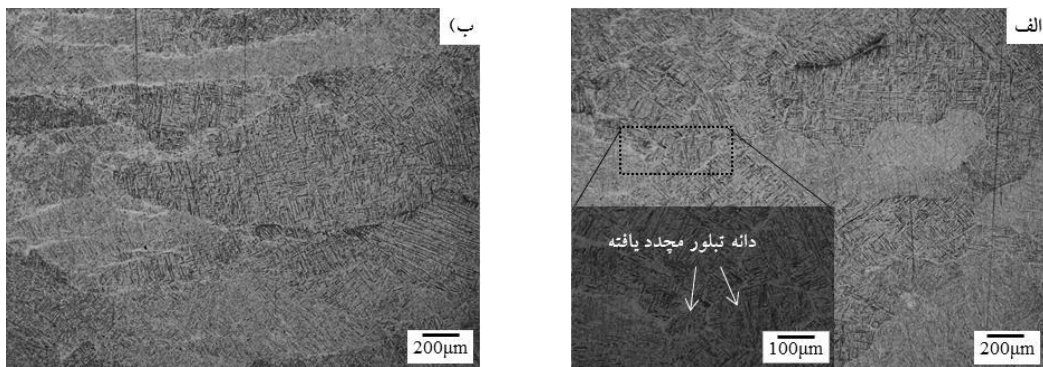 الف
دانه تبلور مجدد یافته
100µm
200µm
ب)
200µm